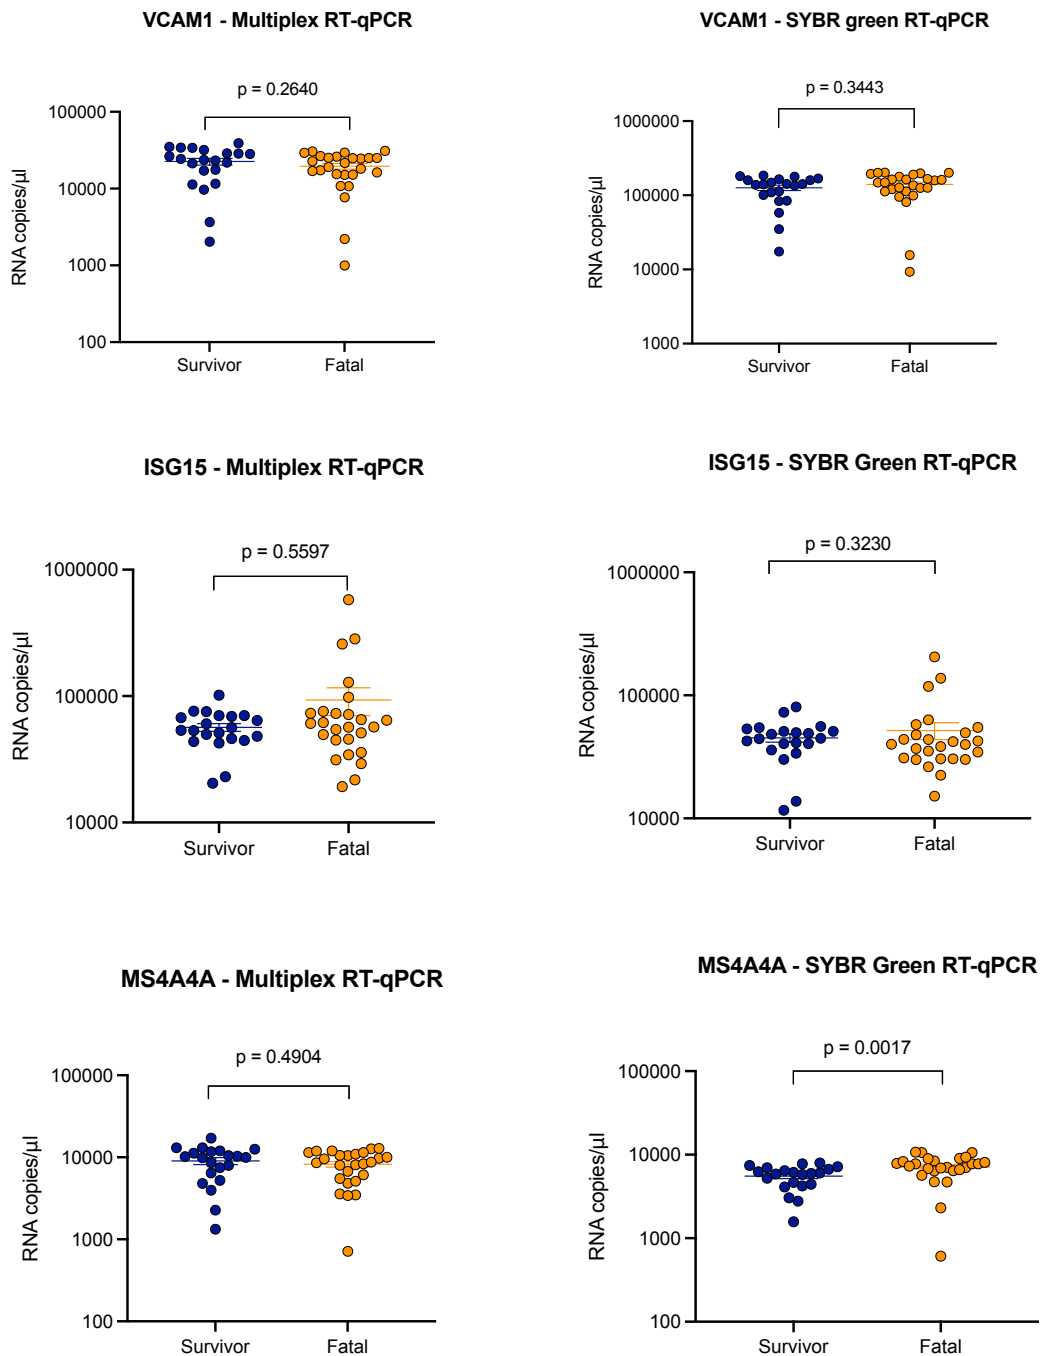 VCAM1 - Multiplex RT-qPCR
p = 0.2640
RNA copies/µl
100000
10000
1000
100
Survivor
Fatal
VCAM1 - SYBR green RT-qPCR
p = 0.3443
RNA copies/µl
1000000
100000
10000
1000
Survivor
Fatal
ISG15 - Multiplex RT-qPCR
p = 0.5597
RNA copies/µl
1000000
100000
10000
Survivor
Fatal
ISG15 - SYBR Green RT-qPCR
p = 0.3230
RNA copies/µl
1000000
100000
10000
Survivor
Fatal
MS4A4A - Multiplex RT-qPCR
p = 0.4904
RNA copies/µl
100000
10000
1000
100
Survivor
Fatal
MS4A4A - SYBR Green RT-qPCR
p = 0.0017
RNA copies/µl
100000
10000
1000
100
Survivor
Fatal